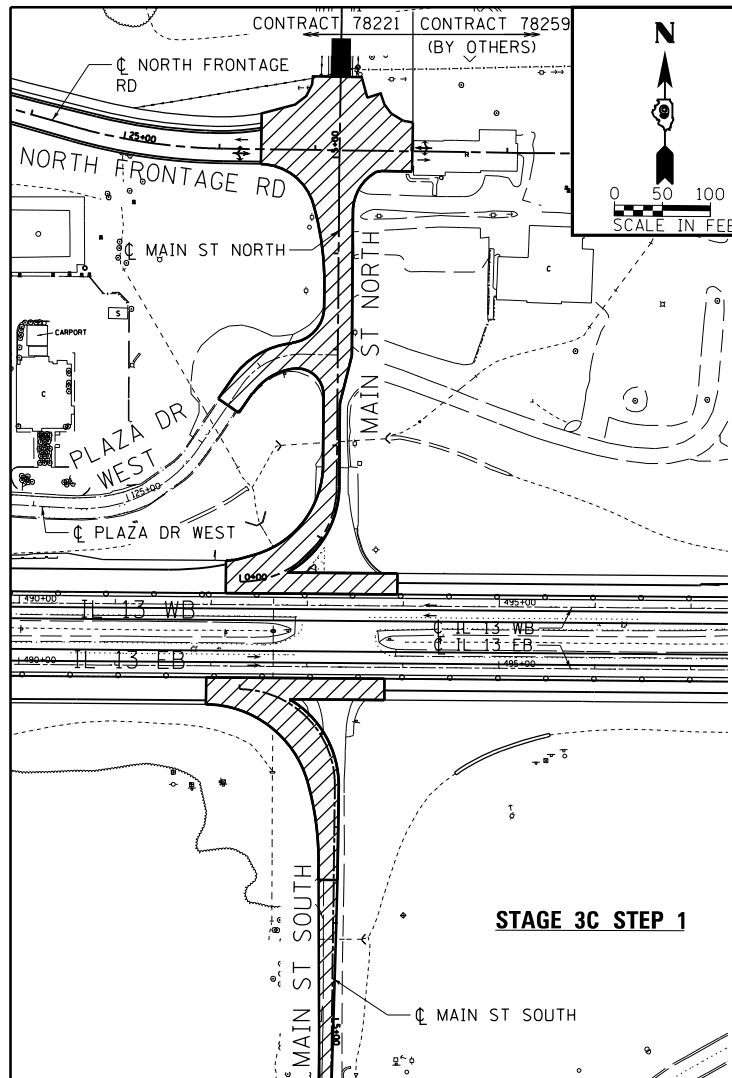 CONTRACT 78221 CONTRACT 78259
(BY OTHERS)
N
℄ NORTH FRONTAGE
RD
125+00
NORTH FRONTAGE RD
0 50 100
SCALE IN FEE
℄ MAIN ST NORTH
MAIN ST NORTH
C
S
CARPORT
C
PLAZA DR
WEST
125+00
℄ PLAZA DR WEST
10+00
490+00
IL 13 WB
495+00
℄ IL 13 WB
℄ IL 13 EB
490+00
IL 13 EB
495+00
MAIN ST SOUTH
STAGE 3C STEP 1
℄ MAIN ST SOUTH